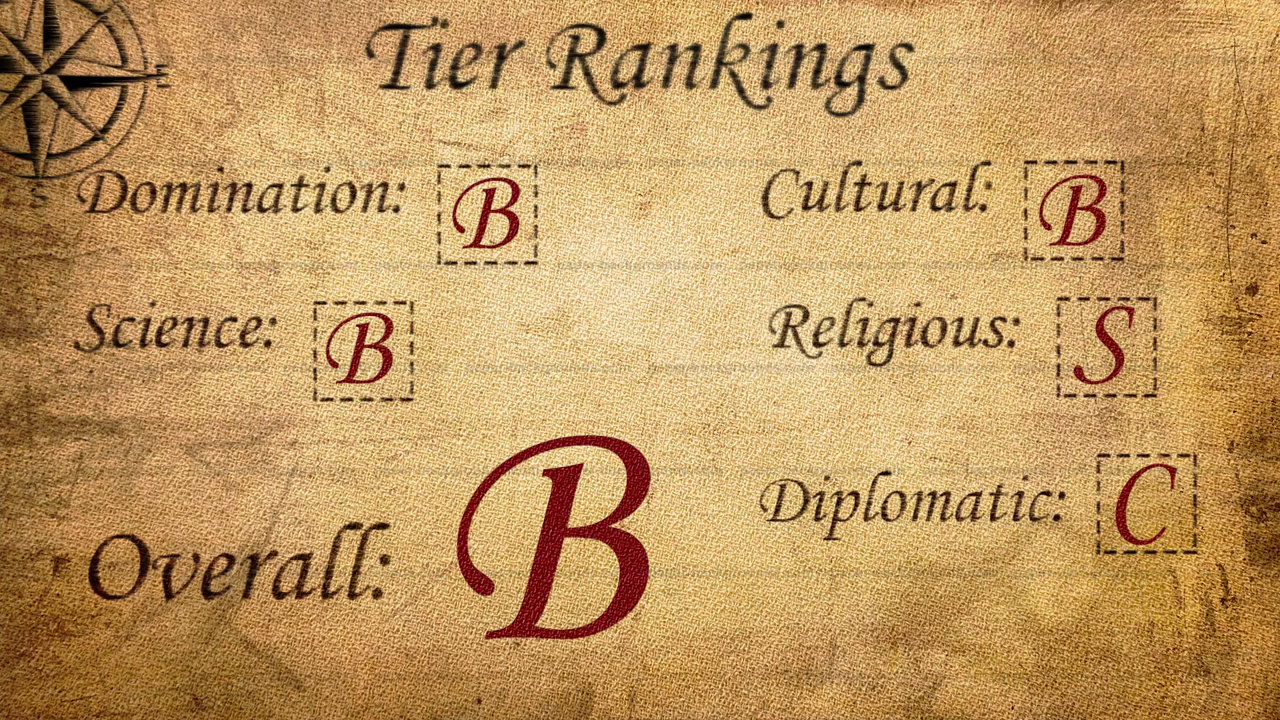 Tier Rankings
E
S
Domination: B
Cultural: B
Science: B
Religious: S
Diplomatic: C
Overall: B